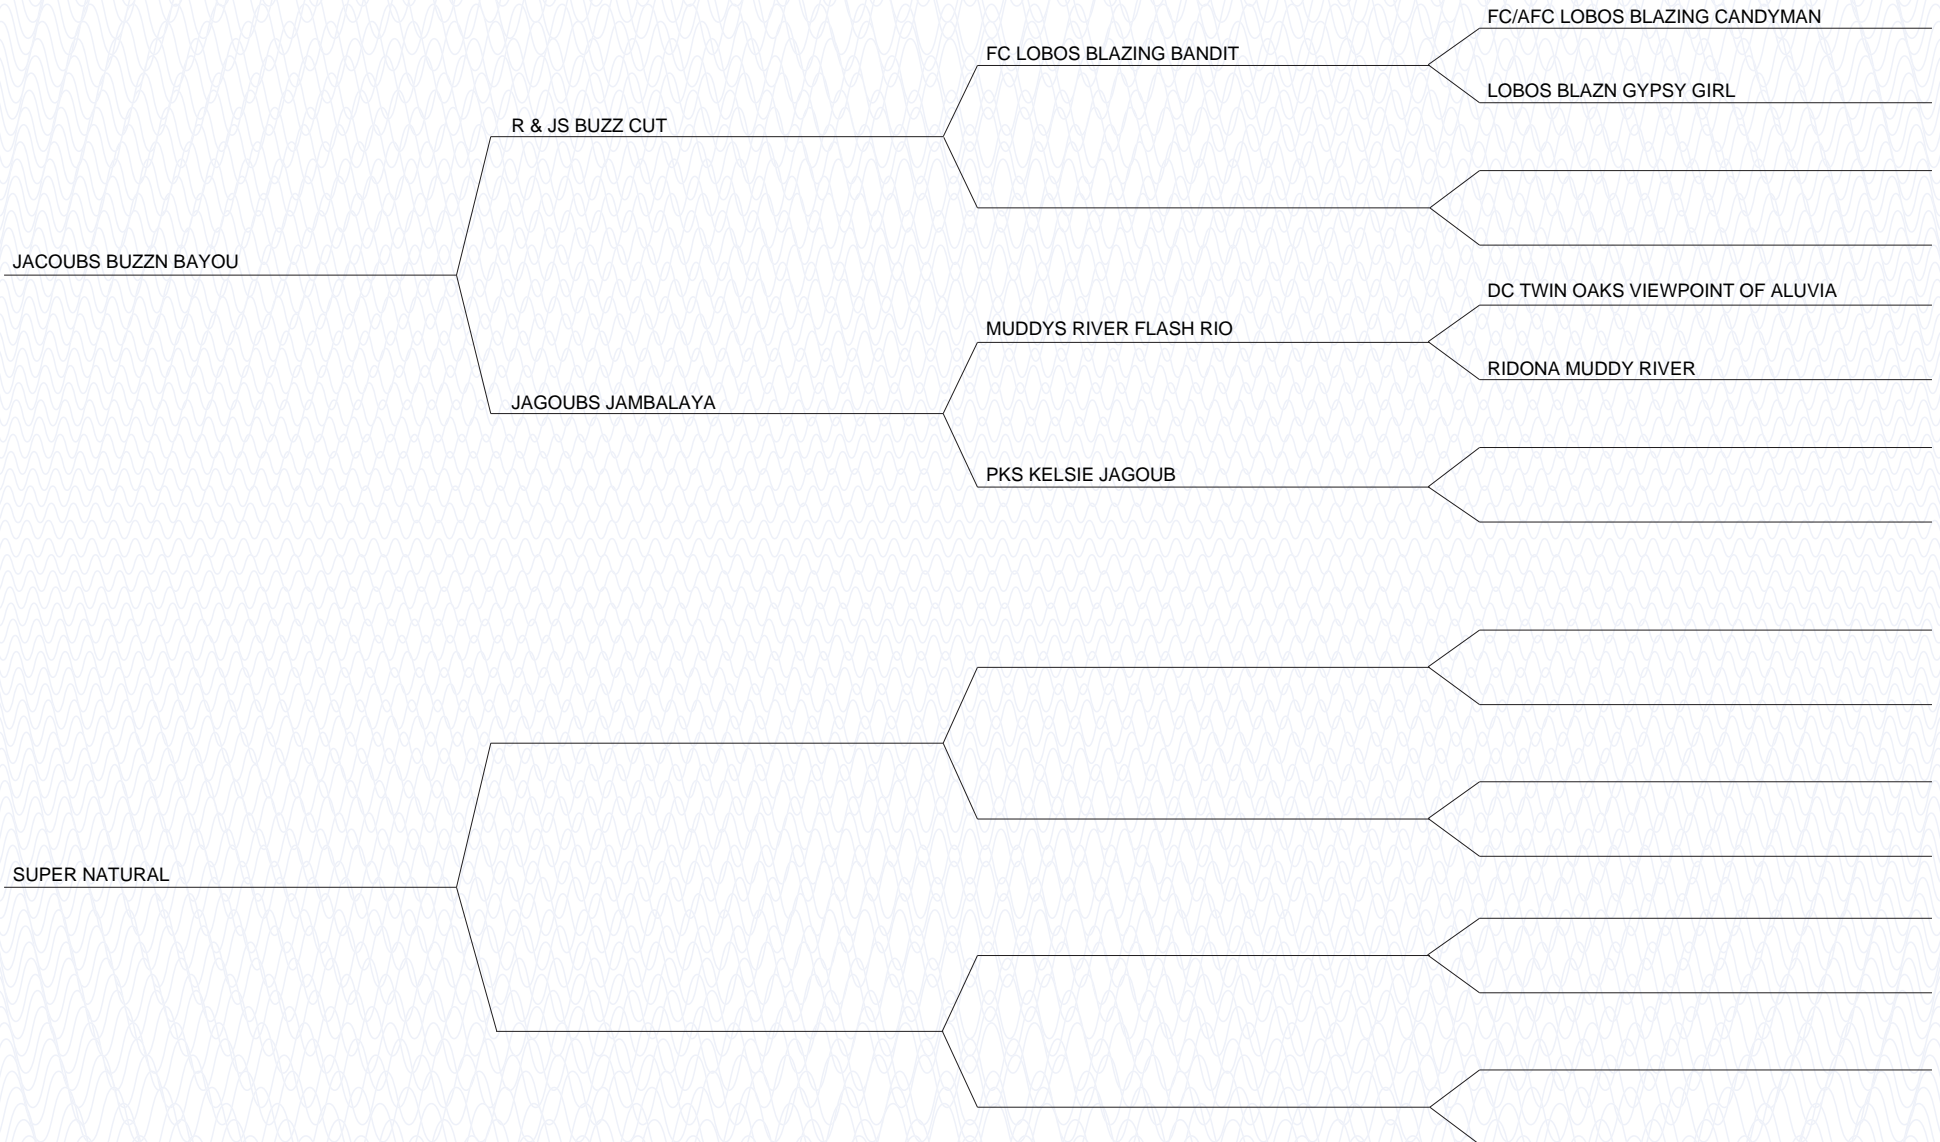 FC/AFC LOBOS BLAZING CANDYMAN
FC LOBOS BLAZING BANDIT
LOBOS BLAZN GYPSY GIRL
R & JS BUZZ CUT
JACOUBS BUZZN BAYOU
DC TWIN OAKS VIEWPOINT OF ALUVIA
MUDDYS RIVER FLASH RIO
RIDONA MUDDY RIVER
JAGOUBS JAMBALAYA
PKS KELSIE JAGOUB
SUPER NATURAL